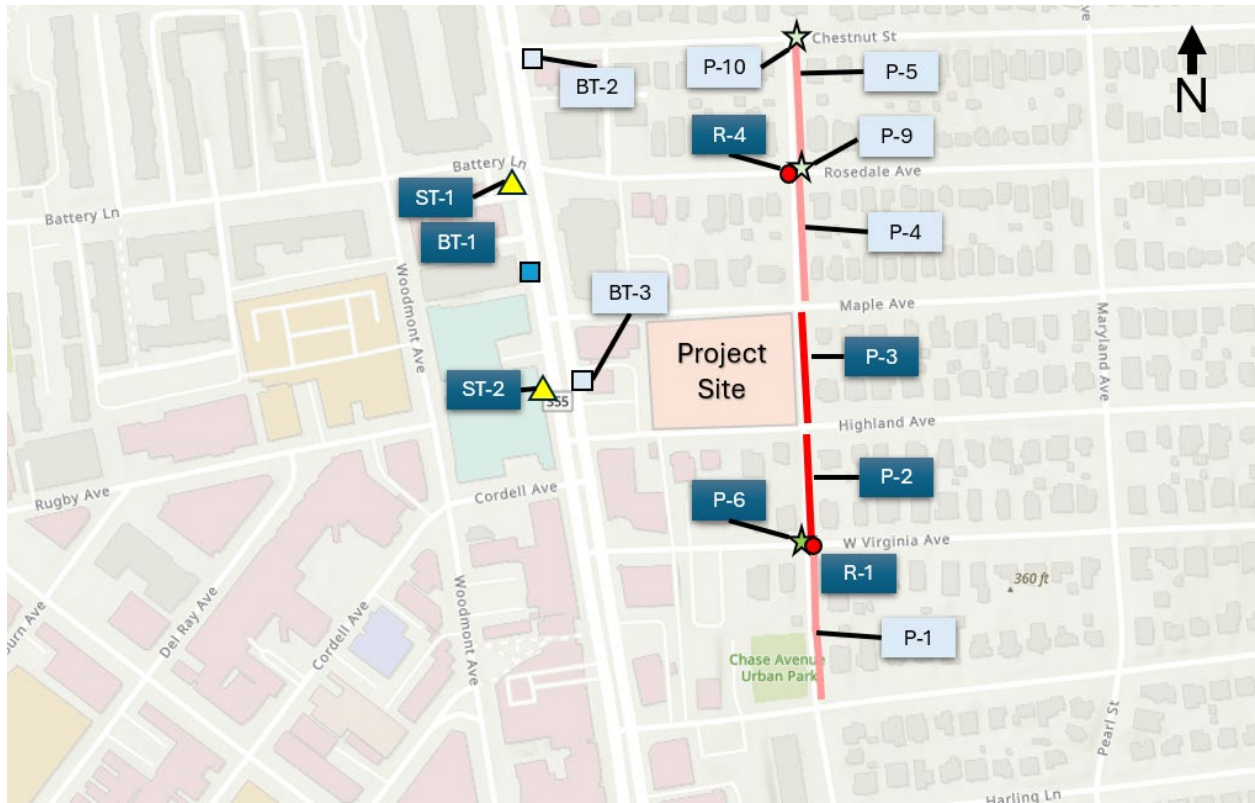 Chestnut St
P-10
P-5
N
BT-2
R-4
P-9
Battery Ln
Rosedale Ave
ST-1
Battery Ln
BT-1
P-4
Woodmont Ave
BT-3
Maple Ave
Maryland Ave
Project
Site
P-3
ST-2
355
Highland Ave
Rugby Ave
Cordell Ave
P-6
P-2
W Virginia Ave
R-1
360 ft
Woodmont Ave
Del Ray Ave
Cordell Ave
P-1
Chase Avenue
Urban Park
Pearl St
Harling Ln